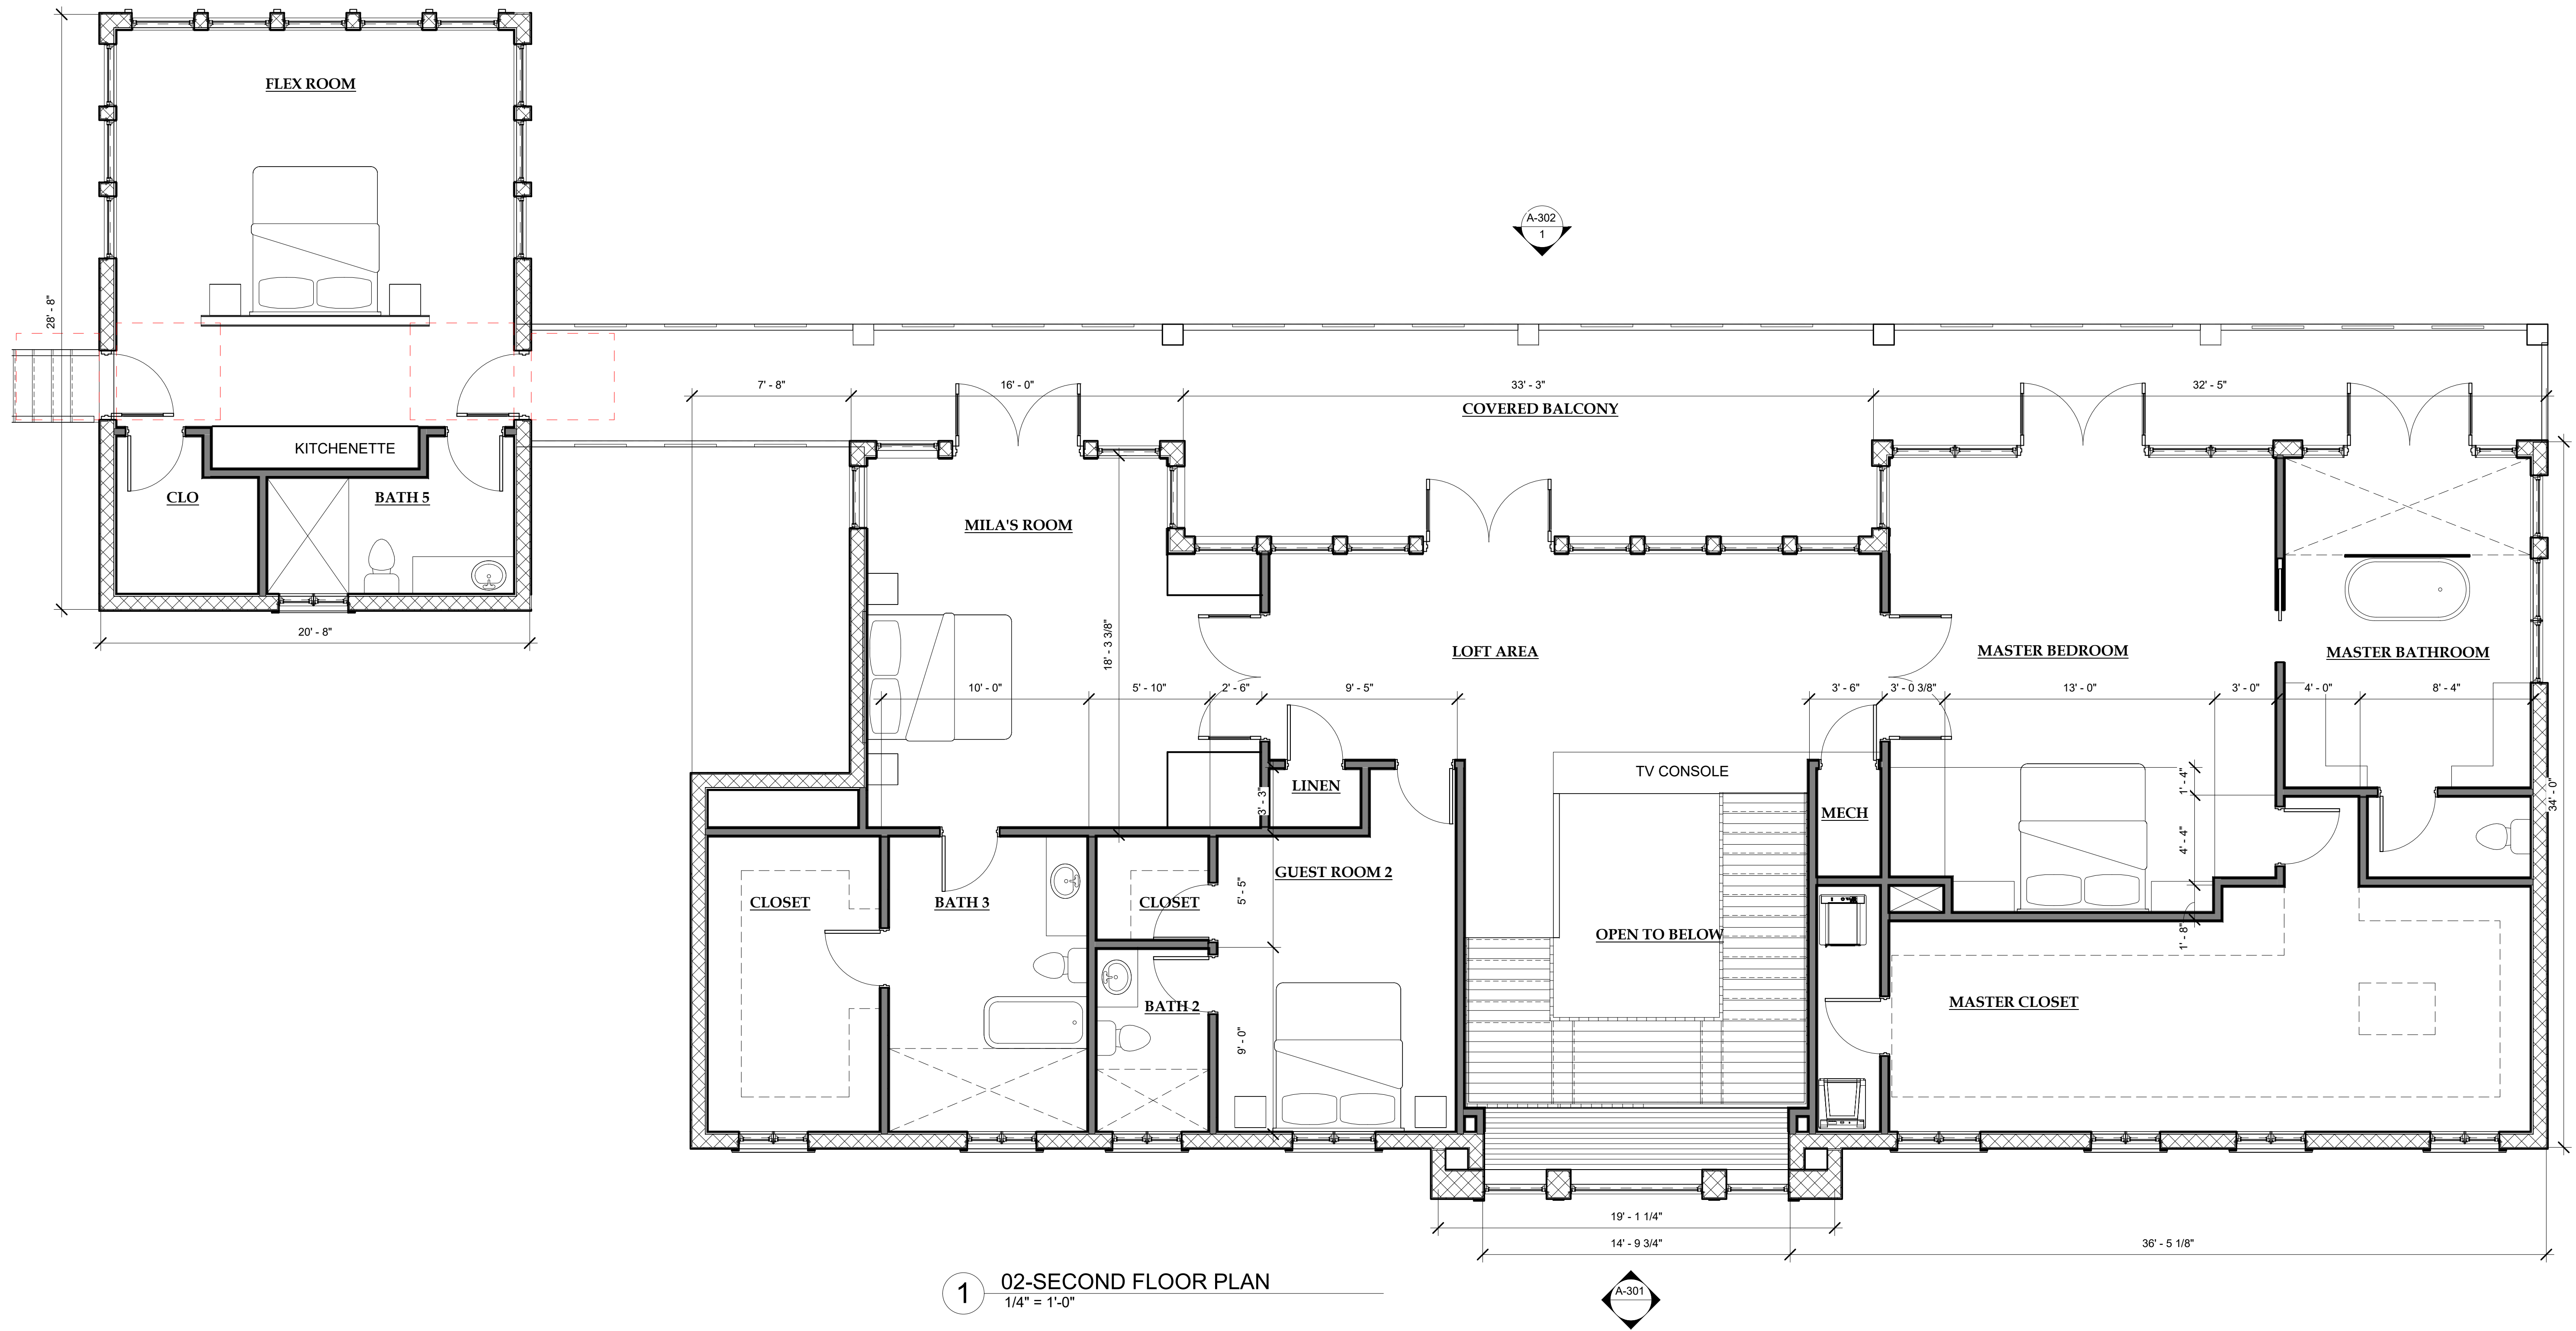 FLEX ROOM
A-302
1
28' - 8"
7' - 8"
16' - 0"
33' - 3"
32' - 5"
COVERED BALCONY
KITCHENETTE
CLO
BATH 5
MILA'S ROOM
20' - 8"
18' - 3 3/8"
LOFT AREA
MASTER BEDROOM
MASTER BATHROOM
10' - 0"
5' - 10"
2' - 6"
9' - 5"
3' - 6"
3' - 0 3/8"
13' - 0"
3' - 0"
4' - 0"
8' - 4"
TV CONSOLE
LINEN
3' - 3"
MECH
1' - 4"
34' - 0"
4' - 4"
GUEST ROOM 2
5' - 5"
CLOSET
BATH 3
CLOSET
OPEN TO BELOW
1' - 8"
BATH 2
MASTER CLOSET
9' - 0"
19' - 1 1/4"
14' - 9 3/4"
36' - 5 1/8"
1
02-SECOND FLOOR PLAN
1/4" = 1'-0"
A-301